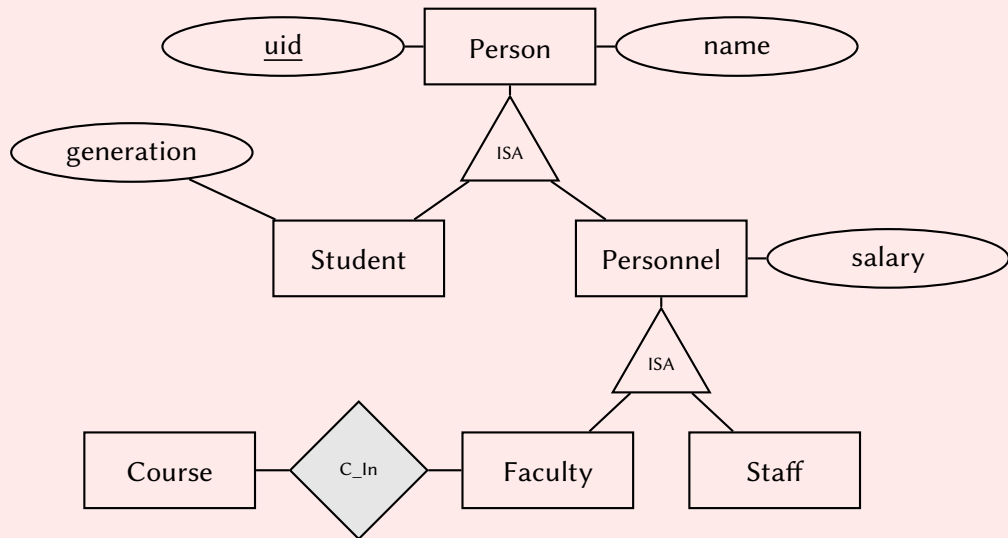 uid
Person
name
generation
ISA
Student
Personnel
salary
ISA
Course
C_In
Faculty
Staff